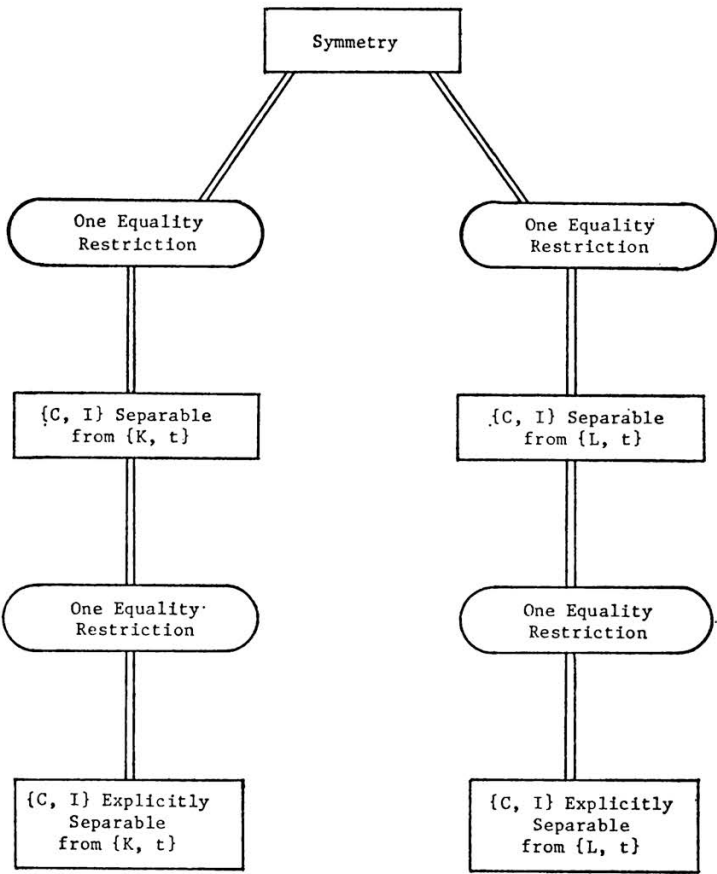 Symmetry
One Equality
Restriction
One Equality
Restriction
{C, I} Separable
from {K, t}
{C, I} Separable
from {L, t}
One Equality
Restriction
One Equality
Restriction
{C, I} Explicitly
Separable
from {K, t}
{C, I} Explicitly
Separable
from {L, t}